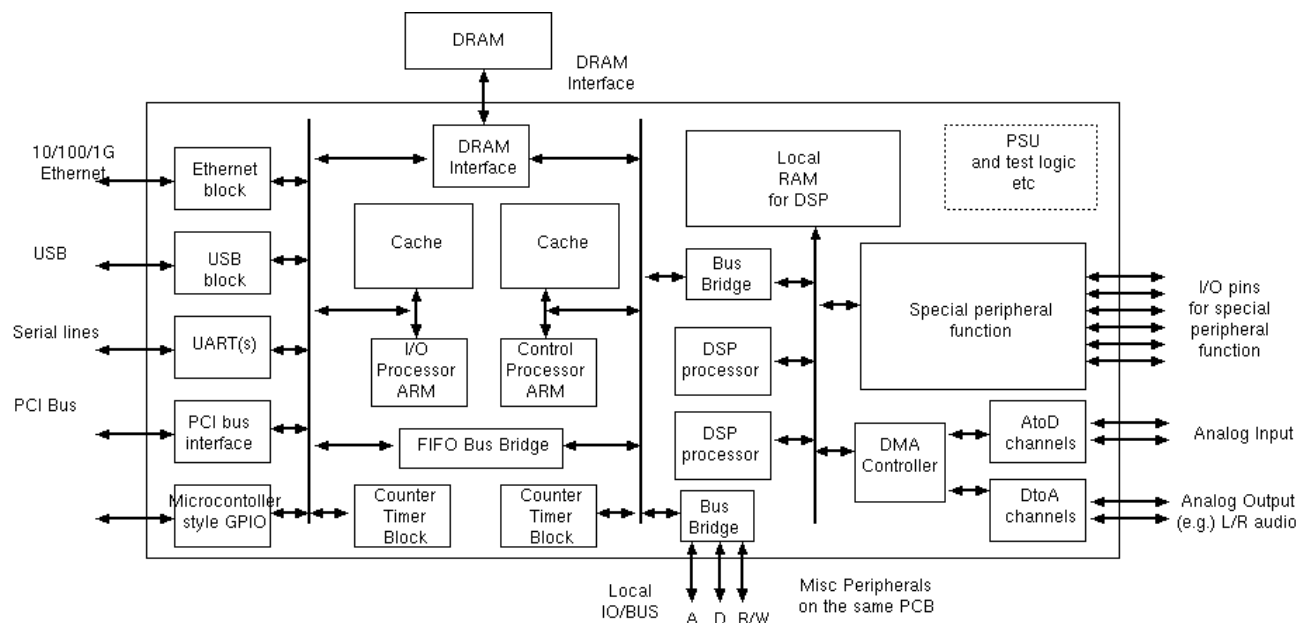 DRAM
DRAM
Interface
10/100/1G
Ethernet
Ethernet
block
DRAM
Interface
Local
RAM
for DSP
PSU
and test logic
etc
Cache
Cache
USB
USB
block
Bus
Bridge
Special peripheral
function
I/O pins
for special
peripheral
function
Serial lines
UART(s)
I/O
Processor
ARM
Control
Processor
ARM
DSP
processor
PCI Bus
PCI bus
interface
FIFO Bus Bridge
DSP
processor
DMA
Controller
AtoD
channels
Analog Input
Microcontoller
style GPIO
Counter
Timer
Block
Counter
Timer
Block
Bus
Bridge
DtoA
channels
Analog Output
(e.g.) L/R audio
Local
IO/BUS
A D R/W
Misc Peripherals
on the same PCB